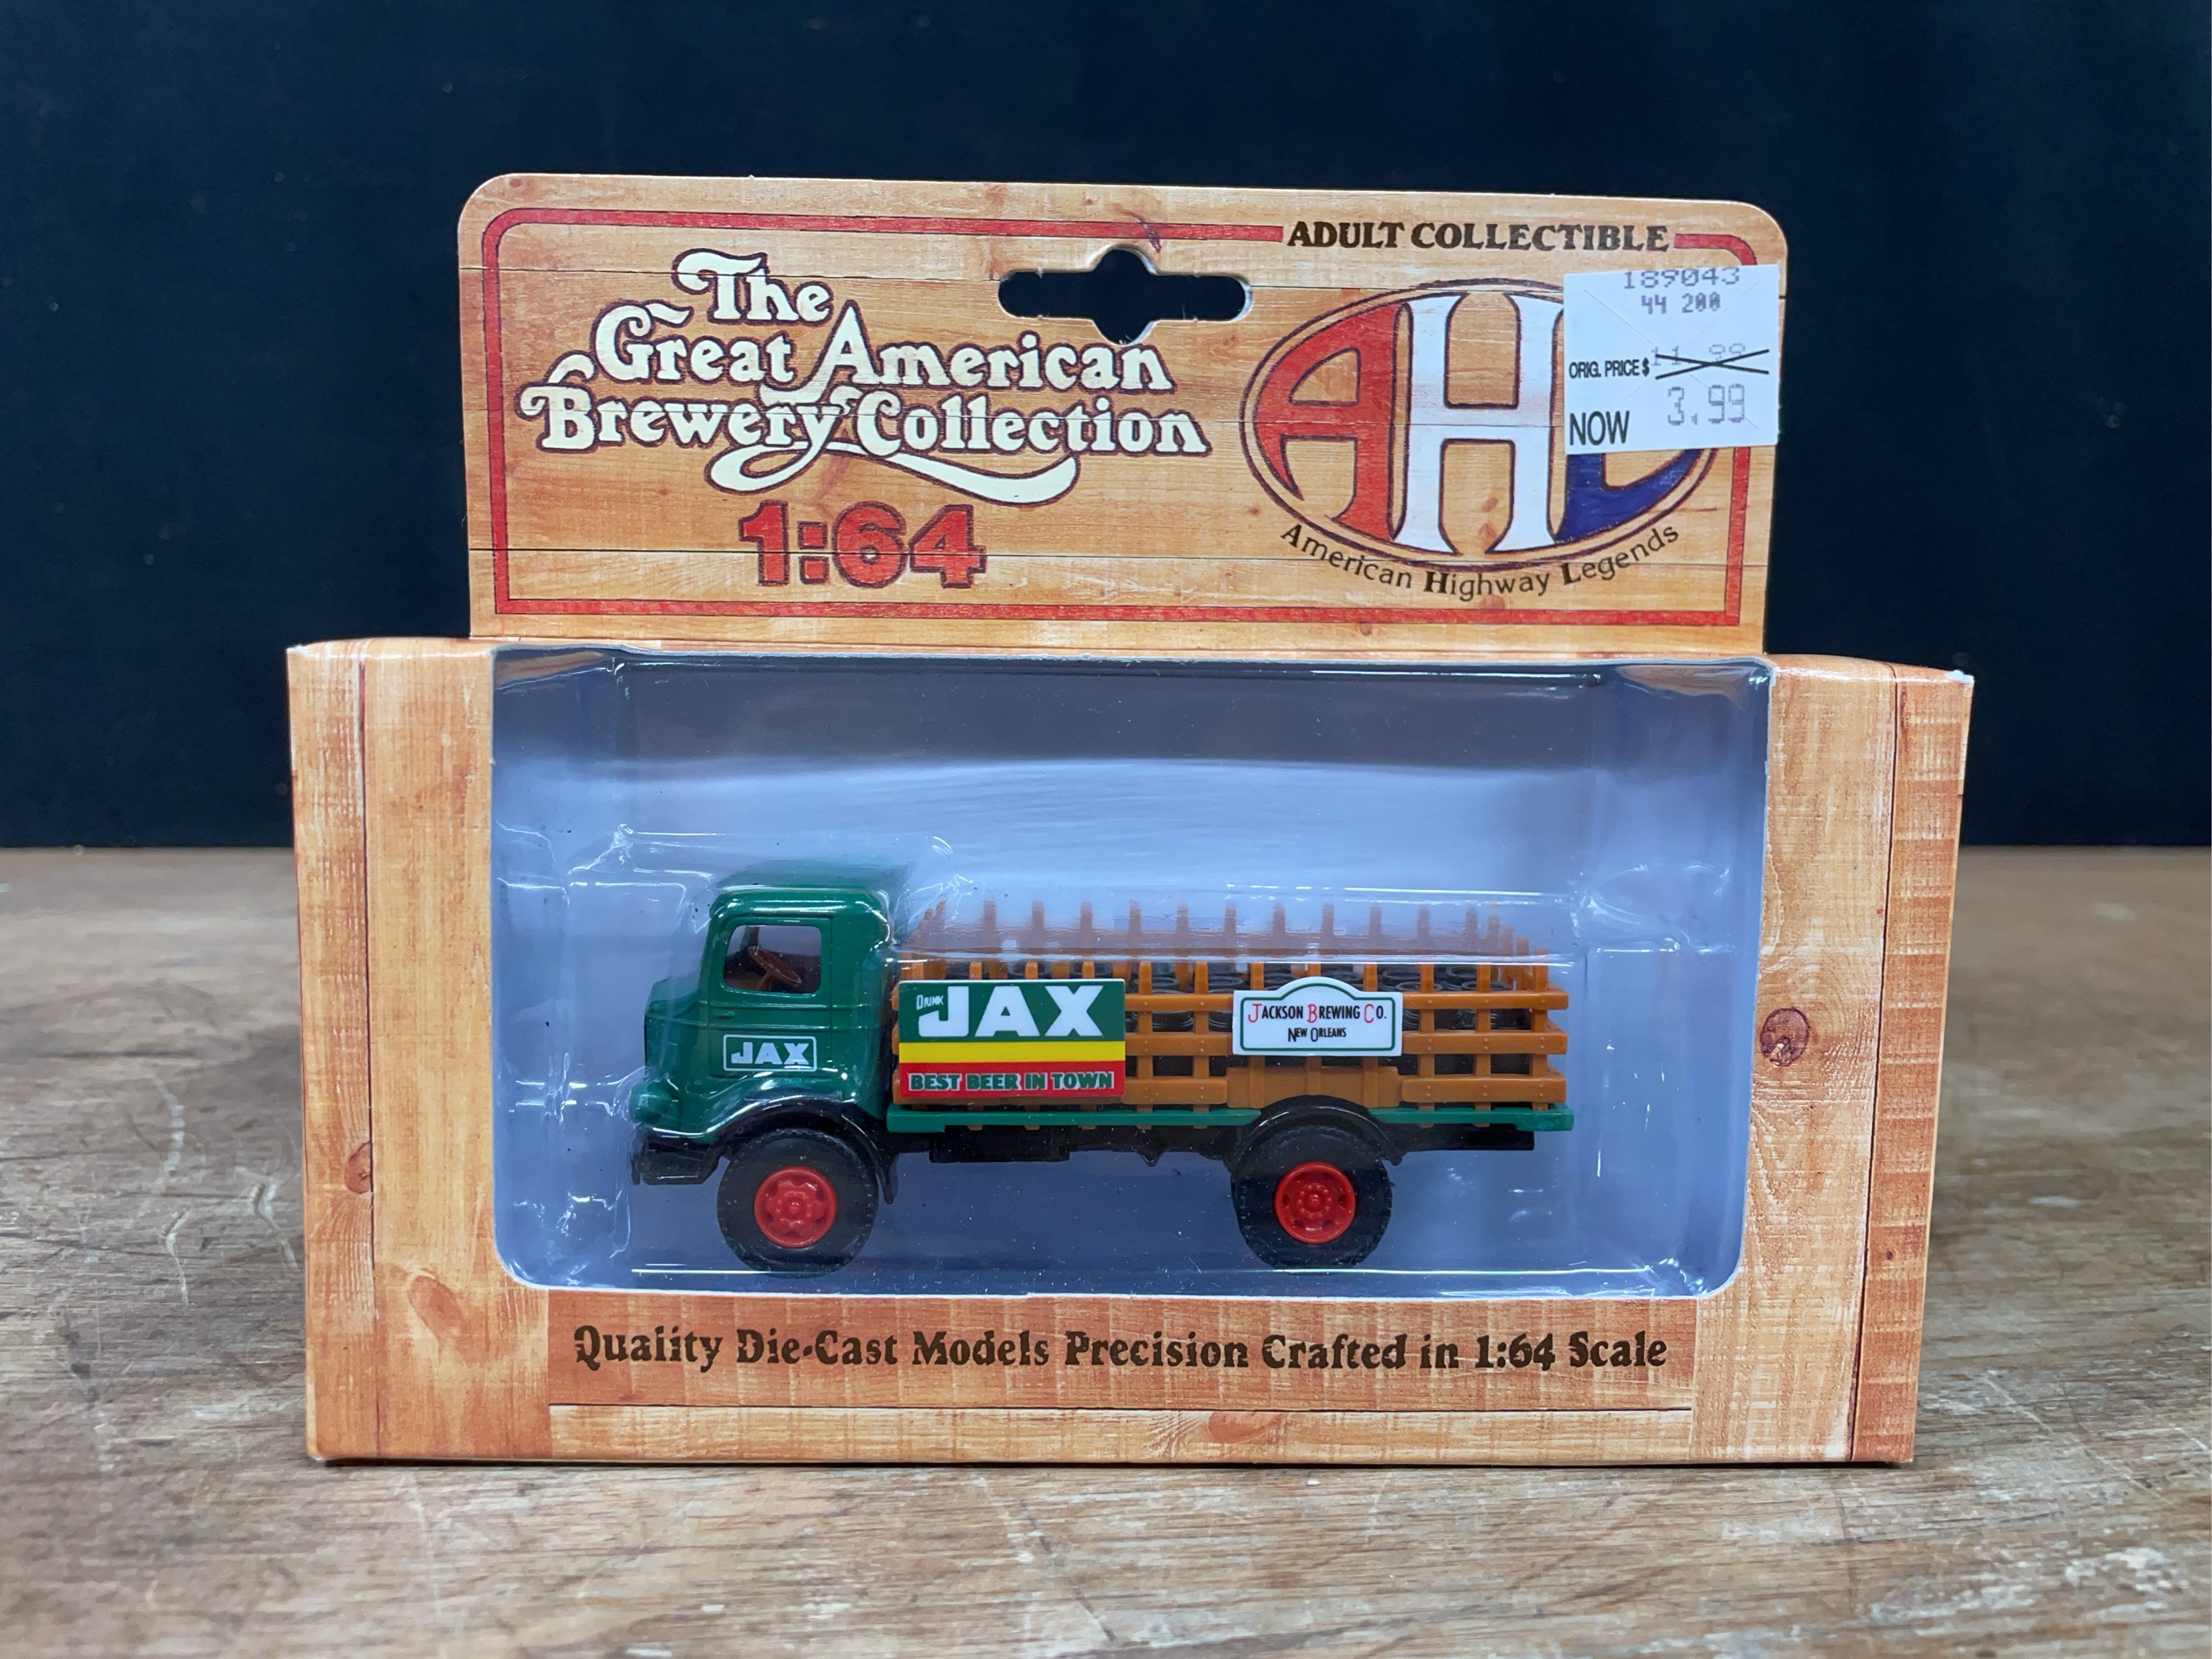 ADULT COLLECTIBLE
The
Great American
Brewery Collection
1:64
AHL
American Highway Legends
189043
44 200
ORIG. PRICE $ 11.99
NOW 3.99
DRINK
JAX
BEST BEER IN TOWN
JAX
JACKSON BREWING CO.
NEW ORLEANS
Quality Die-Cast Models Precision Crafted in 1:64 Scale